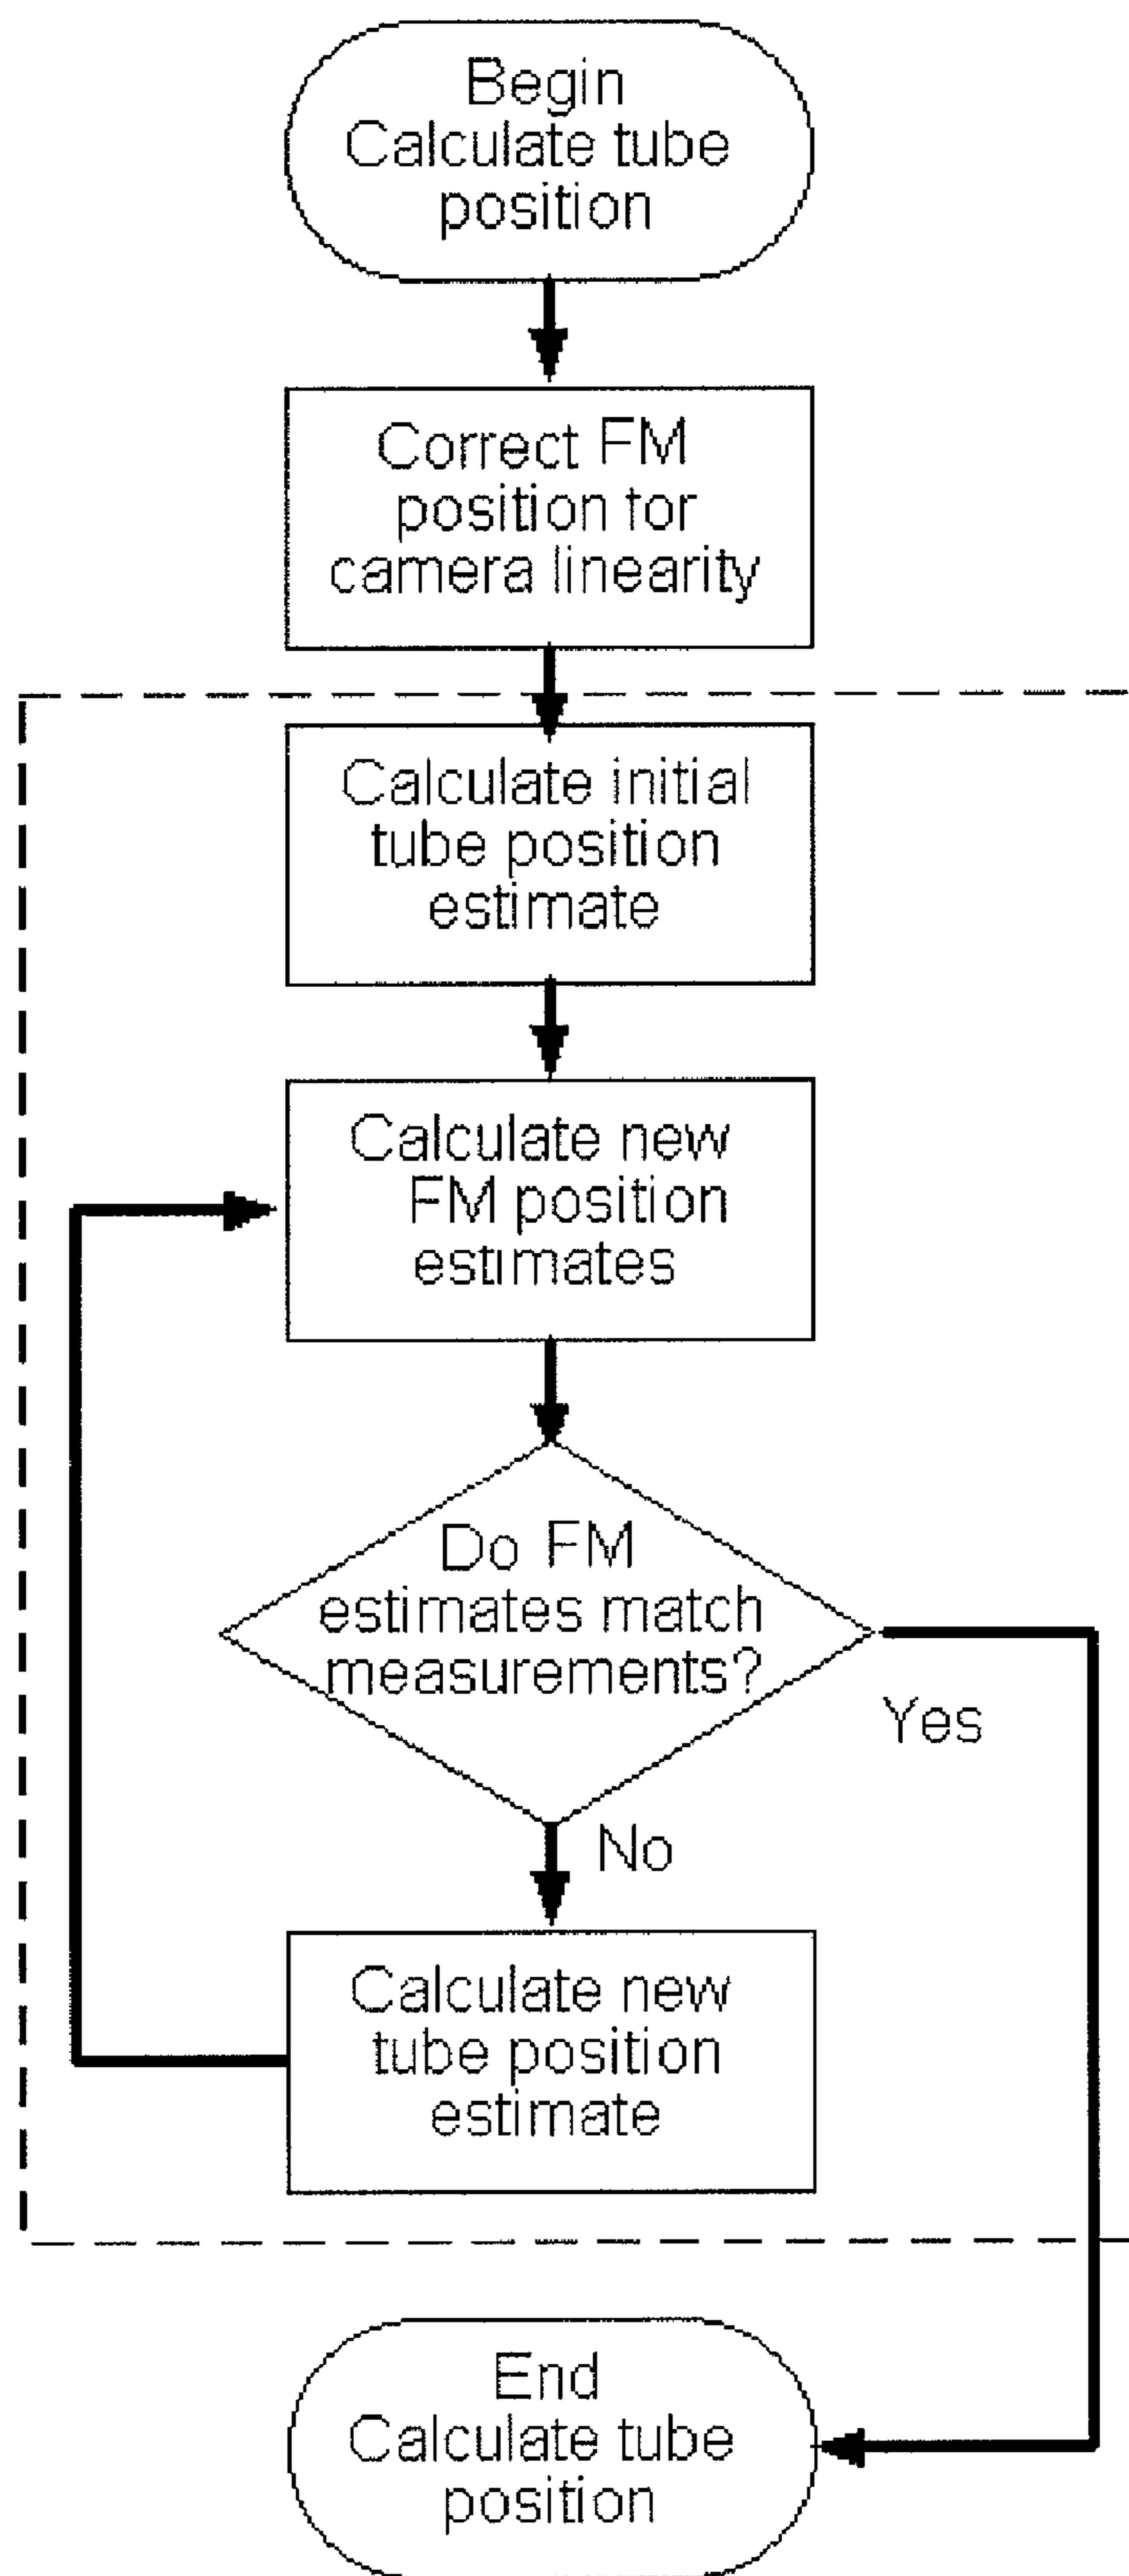 Begin
Calculate tube
position
Correct FM
position for
camera linearity
Calculate initial
tube position
estimate
Calculate new
FM position
estimates
Do FM
estimates match
measurements?
Yes
No
Calculate new
tube position
estimate
End
Calculate tube
position